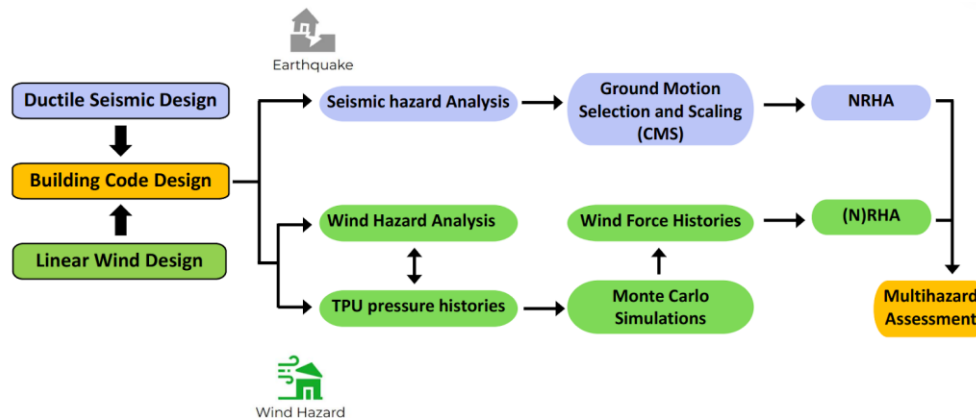 Earthquake
Ductile Seismic Design
Seismic hazard Analysis
Ground Motion
Selection and Scaling
(CMS)
NRHA
Building Code Design
Wind Hazard Analysis
Wind Force Histories
(N)RHA
Linear Wind Design
TPU pressure histories
Monte Carlo
Simulations
Multihazard
Assessment
Wind Hazard